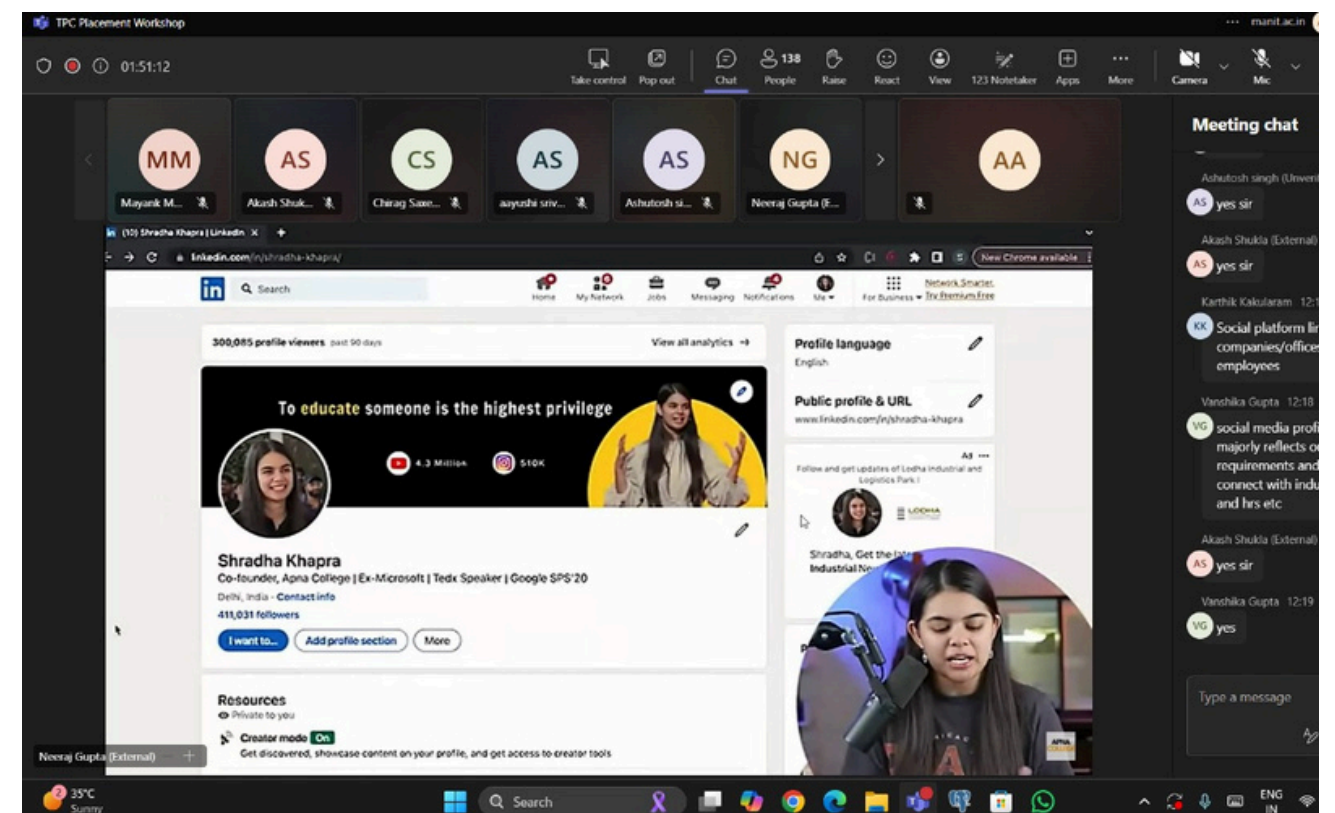 TPC Placement Workshop
manit.ac.in
01:51:12
Take control
Pop out
Chat
138
People
Raise
React
View
123 Notetaker
Apps
More
Camera
Mic
MM
Mayank M...
AS
Akash Shuk...
CS
Chirag Saxe...
AS
aayushi sriv...
AS
Ashutosh si...
NG
Neeraj Gupta (E...
AA
(10) Shradha Khapra | LinkedIn
linkedin.com/in/shradha-khapra/
New Chrome available
in
Search
Home
My Network
Jobs
Messaging
Notifications
Me
For Business
Network Smarter,
Try Premium Free
300,085 profile viewers past 90 days
View all analytics
To educate someone is the highest privilege
4.3 Million
510K
Shradha Khapra
Co-founder, Apna College | Ex-Microsoft | Tedx Speaker | Google SPS'20
Delhi, India · Contact info
411,031 followers
I want to...
Add profile section
More
Resources
Private to you
Creator mode On
Get discovered, showcase content on your profile, and get access to creator tools
Profile language
English
Public profile & URL
www.linkedin.com/in/shradha-khapra
Ad
Follow and get updates of Lodha Industrial and
Logistics Park !
LODHA
Shradha, Get the late
Industrial Ne
APNA
COLLEGE
Neeraj Gupta (External)
Meeting chat
Ashutosh singh (Unverif
AS
yes sir
Akash Shukla (External)
AS
yes sir
Karthik Kakularam 12:1
KK
Social platform lin
companies/offices
employees
Vanshika Gupta 12:18
VG
social media profi
majorly reflects o
requirements and
connect with indu
and hrs etc
Akash Shukla (External)
AS
yes sir
Vanshika Gupta 12:19
VG
yes
Type a message
2
35°C
Sunny
Search
ENG
IN